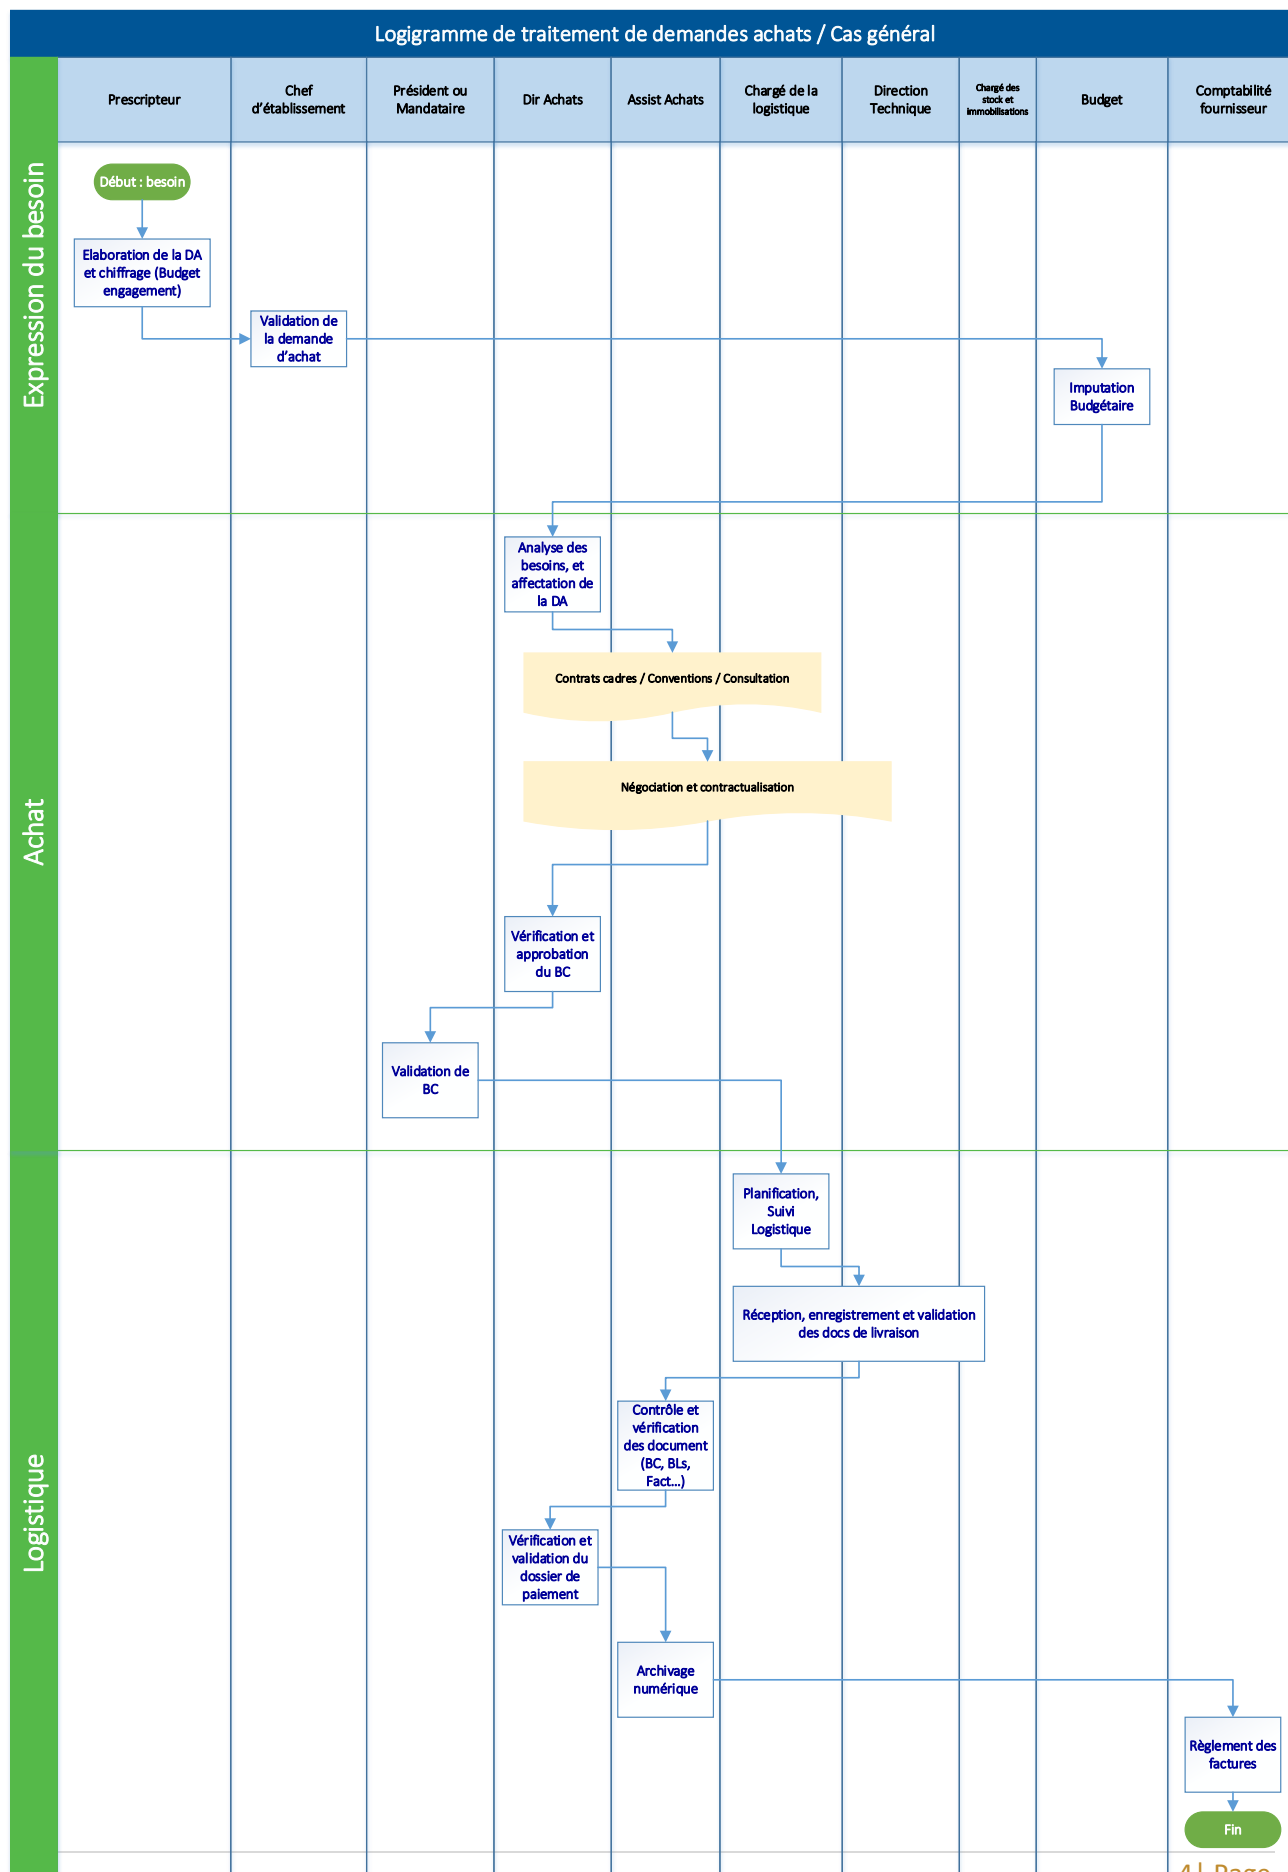 Logigramme de traitement de demandes achats / Cas général
Prescripteur
Chef
d'établissement
Président ou
Mandataire
Dir Achats
Assist Achats
Chargé de la
logistique
Direction
Technique
Chargé des
stock et
immobilisations
Budget
Comptabilité
fournisseur
Expression du besoin
Début : besoin
Elaboration de la DA
et chiffrage (Budget
engagement)
Validation de
la demande
d'achat
Imputation
Budgétaire
Achat
Analyse des
besoins, et
affectation de
la DA
Contrats cadres / Conventions / Consultation
Négociation et contractualisation
Vérification et
approbation
du BC
Validation de
BC
Logistique
Planification,
Suivi
Logistique
Réception, enregistrement et validation
des docs de livraison
Contrôle et
vérification
des document
(BC, BLs,
Fact...)
Vérification et
validation du
dossier de
paiement
Archivage
numérique
Règlement des
factures
Fin
4| Page